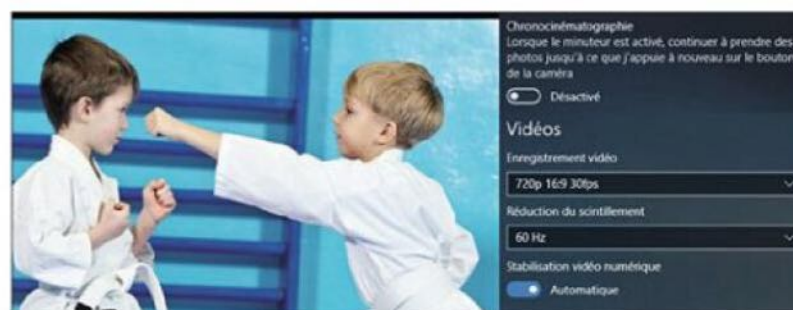 Chronocinématographie
Lorsque le minuteur est activé, continuer à prendre des
photos jusqu'à ce que j'appuie à nouveau sur le bouton
de la caméra
Désactivé
Vidéos
Enregistrement vidéo
720p 16:9 30fps
Réduction du scintillement
60 Hz
Stabilisation vidéo numérique
Automatique